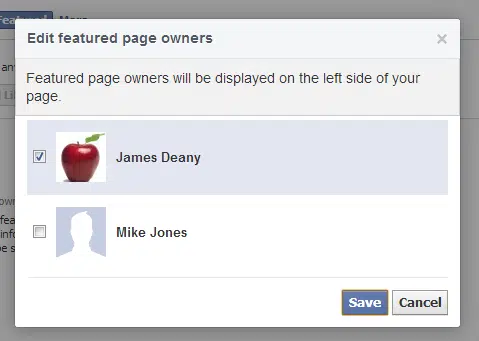 Featured
Edit featured page owners
×
Featured page owners will be displayed on the left side of your
page.
James Deany
Mike Jones
Save
Cancel